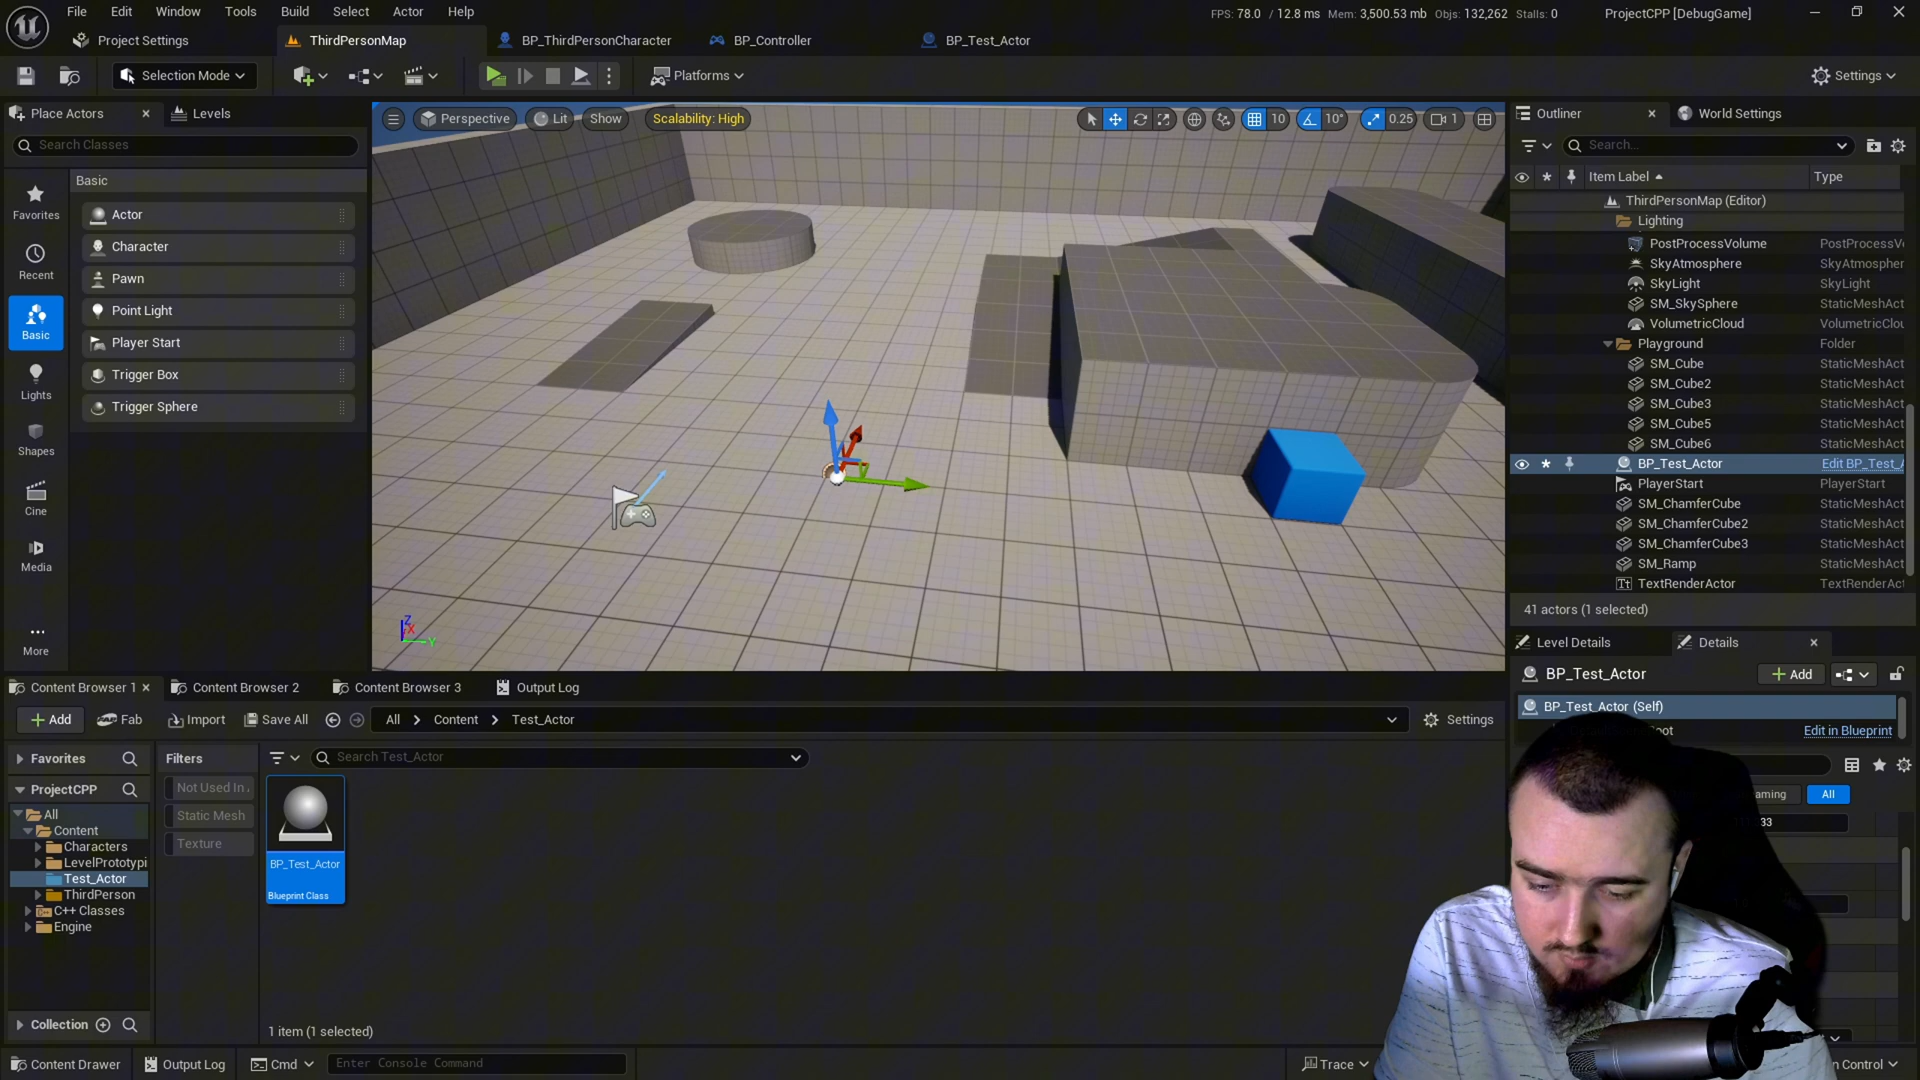 File Edit Window Tools Build Select Actor Help
FPS: 78.0 / 12.8 ms Mem: 3,500.53 mb Objs: 132,262 Stalls: 0 ProjectCPP [DebugGame]
Project Settings ThirdPersonMap BP_ThirdPersonCharacter BP_Controller BP_Test_Actor
Selection Mode Platforms Settings
Place Actors Levels
Search Classes
Favorites
Recent
Basic
Lights
Shapes
Cine
Media
More
Basic
Actor
Character
Pawn
Point Light
Player Start
Trigger Box
Trigger Sphere
Perspective Lit Show Scalability: High 10 10° 0.25 1
Z
X
Y
Outliner World Settings
Search...
Item Label Type
ThirdPersonMap (Editor)
Lighting
PostProcessVolume PostProcessV
SkyAtmosphere SkyAtmospher
SkyLight SkyLight
SM_SkySphere StaticMeshAct
VolumetricCloud VolumetricClou
Playground Folder
SM_Cube StaticMeshAct
SM_Cube2 StaticMeshAct
SM_Cube3 StaticMeshAct
SM_Cube5 StaticMeshAct
SM_Cube6 StaticMeshAct
BP_Test_Actor Edit BP_Test_A
PlayerStart PlayerStart
SM_ChamferCube StaticMeshAct
SM_ChamferCube2 StaticMeshAct
SM_ChamferCube3 StaticMeshAct
SM_Ramp StaticMeshAct
TextRenderActor TextRenderAct
41 actors (1 selected)
Level Details Details
BP_Test_Actor Add
BP_Test_Actor (Self)
Edit in Blueprint
All
Content Browser 1 Content Browser 2 Content Browser 3 Output Log
Add Fab Import Save All All Content Test_Actor Settings
Favorites
ProjectCPP
All
Content
Characters
LevelPrototypi
Test_Actor
ThirdPerson
C++ Classes
Engine
Collection
Filters
Not Used In
Static Mesh
Texture
Search Test_Actor
BP_Test_Actor
Blueprint Class
1 item (1 selected)
Content Drawer Output Log Cmd Enter Console Command Trace Control